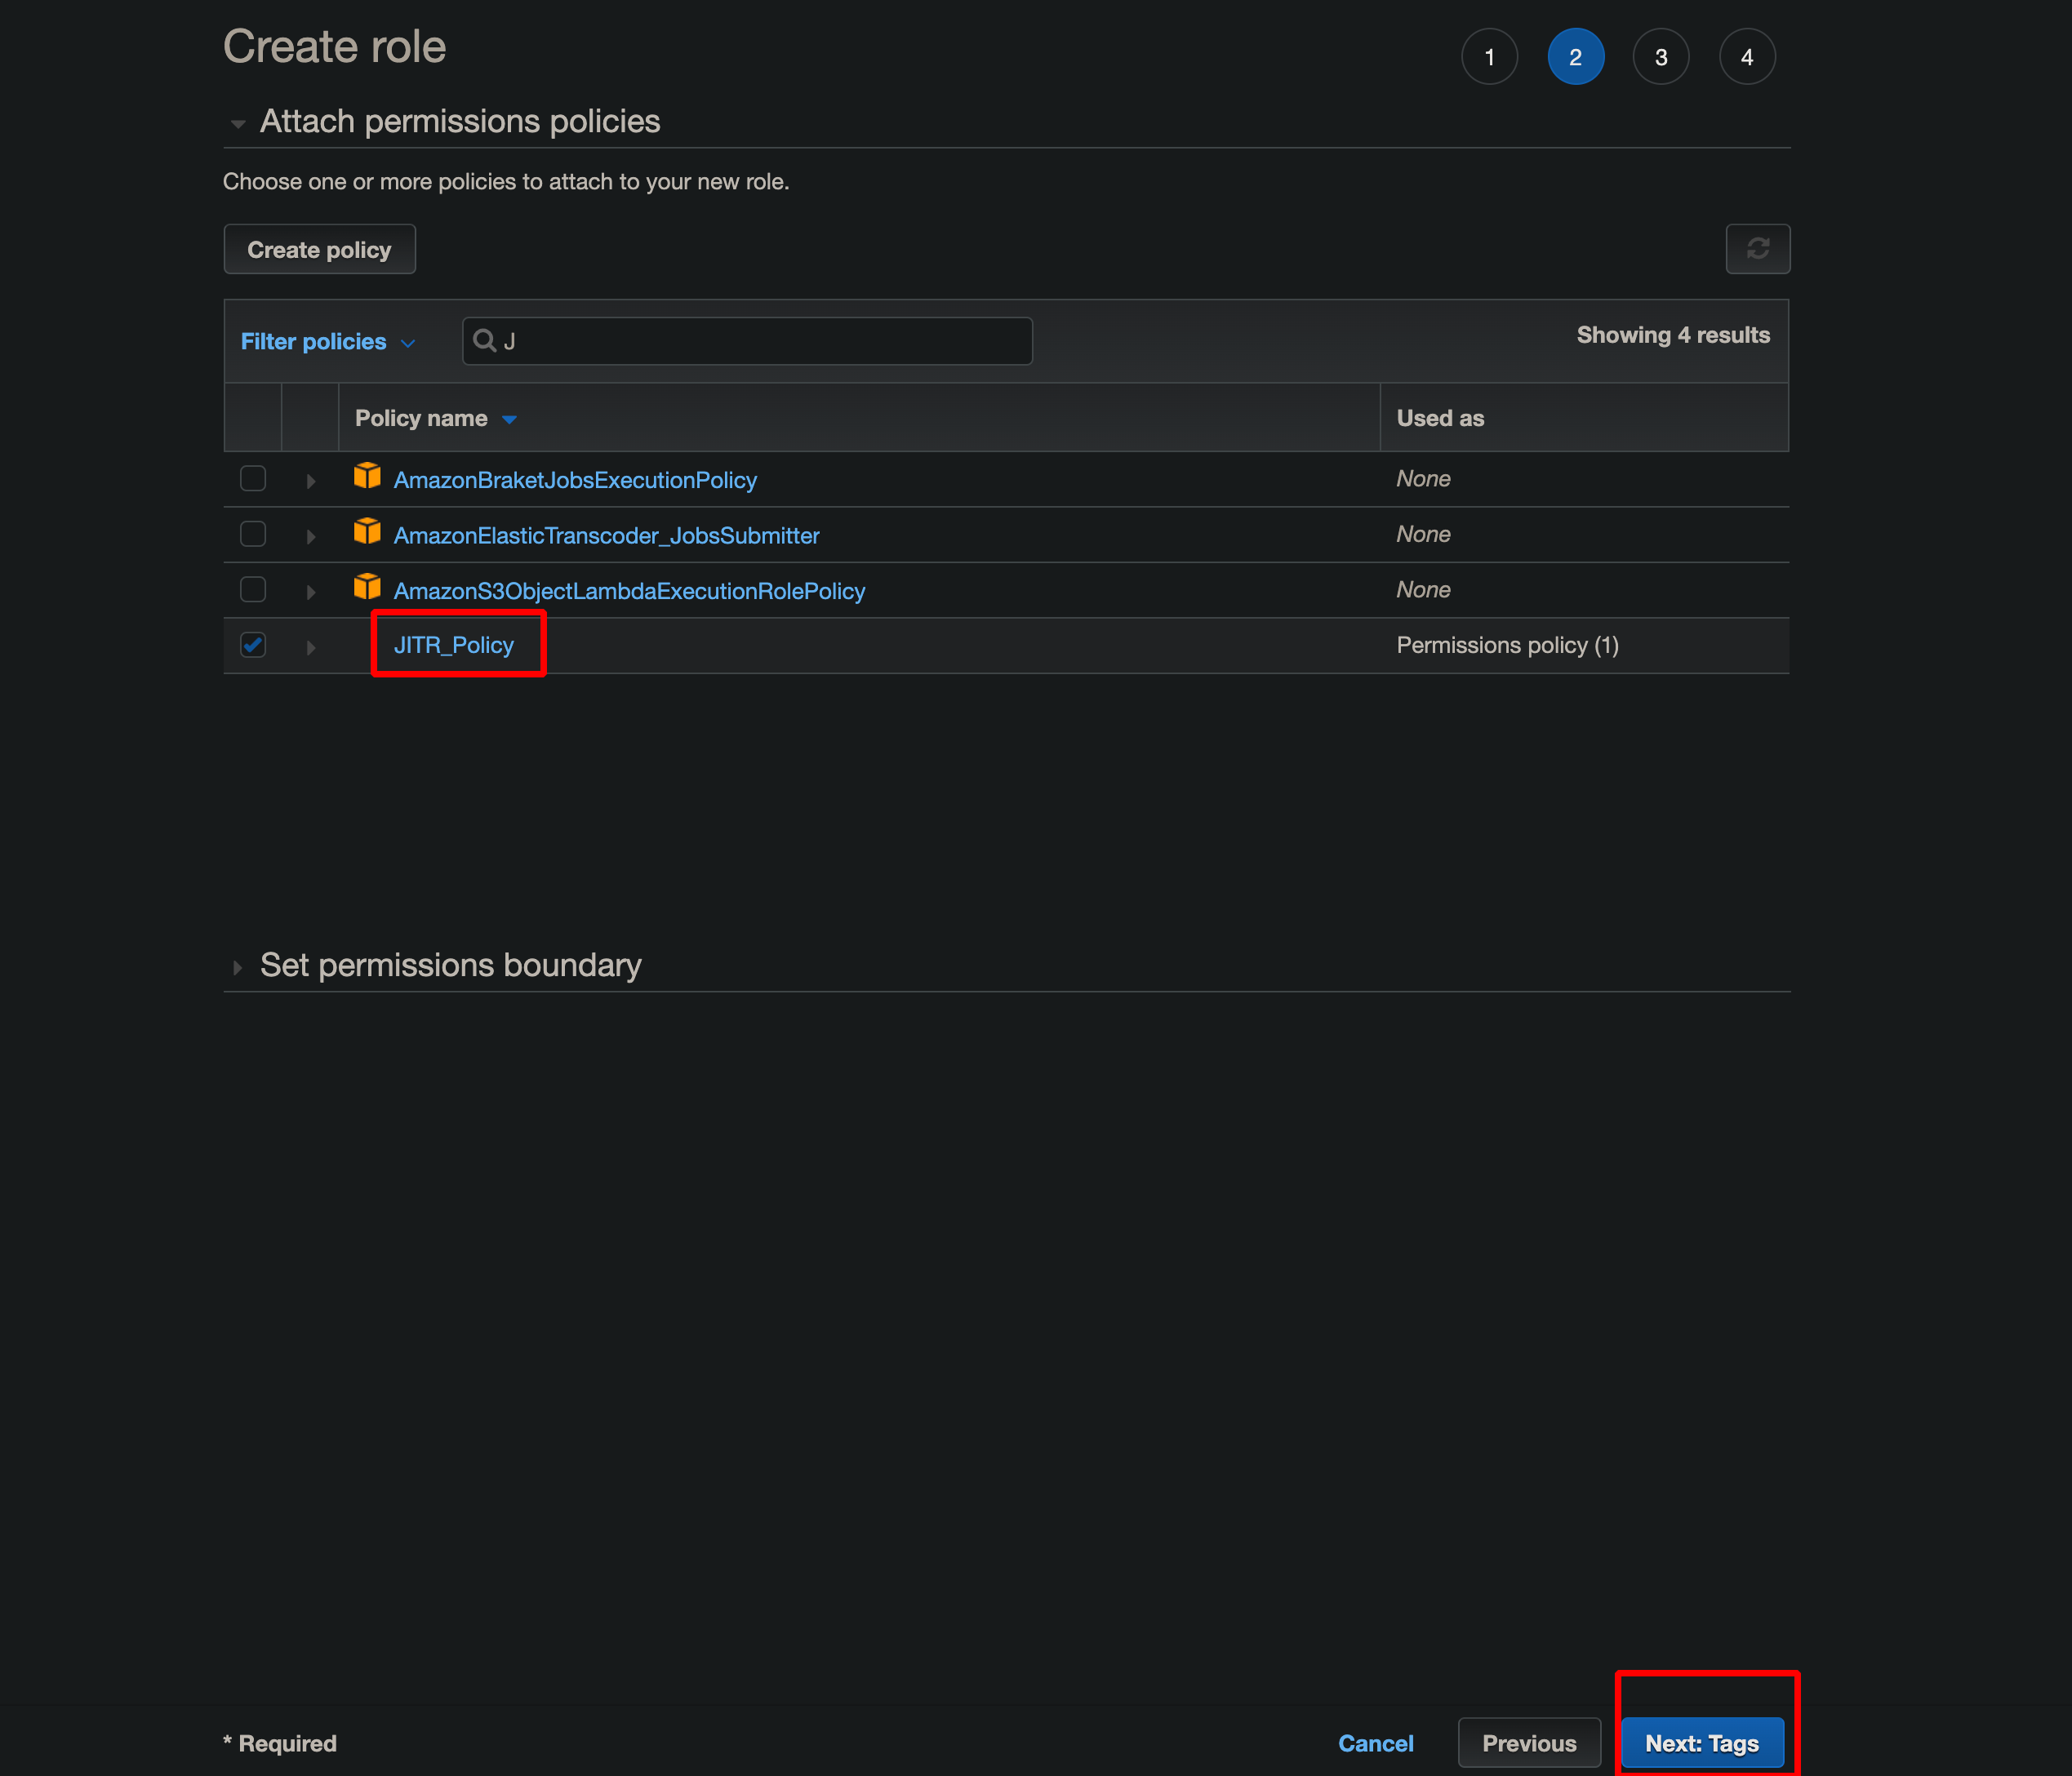 Create role
1 2 3 4
Attach permissions policies
Choose one or more policies to attach to your new role.
Create policy
Filter policies J Showing 4 results
Policy name Used as
AmazonBraketJobsExecutionPolicy None
AmazonElasticTranscoder_JobsSubmitter None
AmazonS3ObjectLambdaExecutionRolePolicy None
JITR_Policy Permissions policy (1)
Set permissions boundary
* Required Cancel Previous Next: Tags